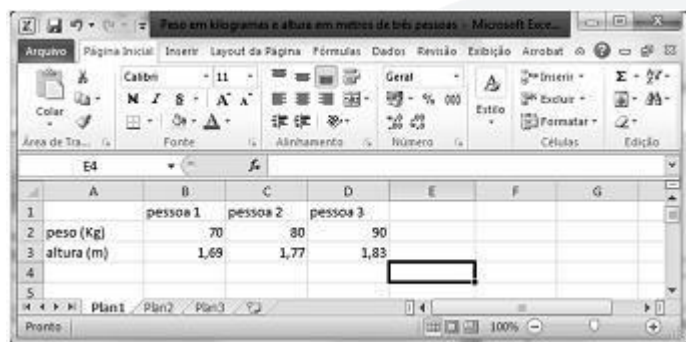 Peso em kilogramas e altura em metros de três pessoas - Microsoft Exce...
Arquivo Página Inicial Inserir Layout da Página Fórmulas Dados Revisão Exibição Acrobat
Colar
Calibri 11
N I S A A
Geral
% 000
Estilo
Inserir
Excluir
Formatar
Σ
Área de Tra... Fonte Alinhamento Número Células Edição
E4 fx
A B C D E F G
1 pessoa 1 pessoa 2 pessoa 3
2 peso (Kg) 70 80 90
3 altura (m) 1,69 1,77 1,83
4
5
Plan1 Plan2 Plan3
Pronto 100%